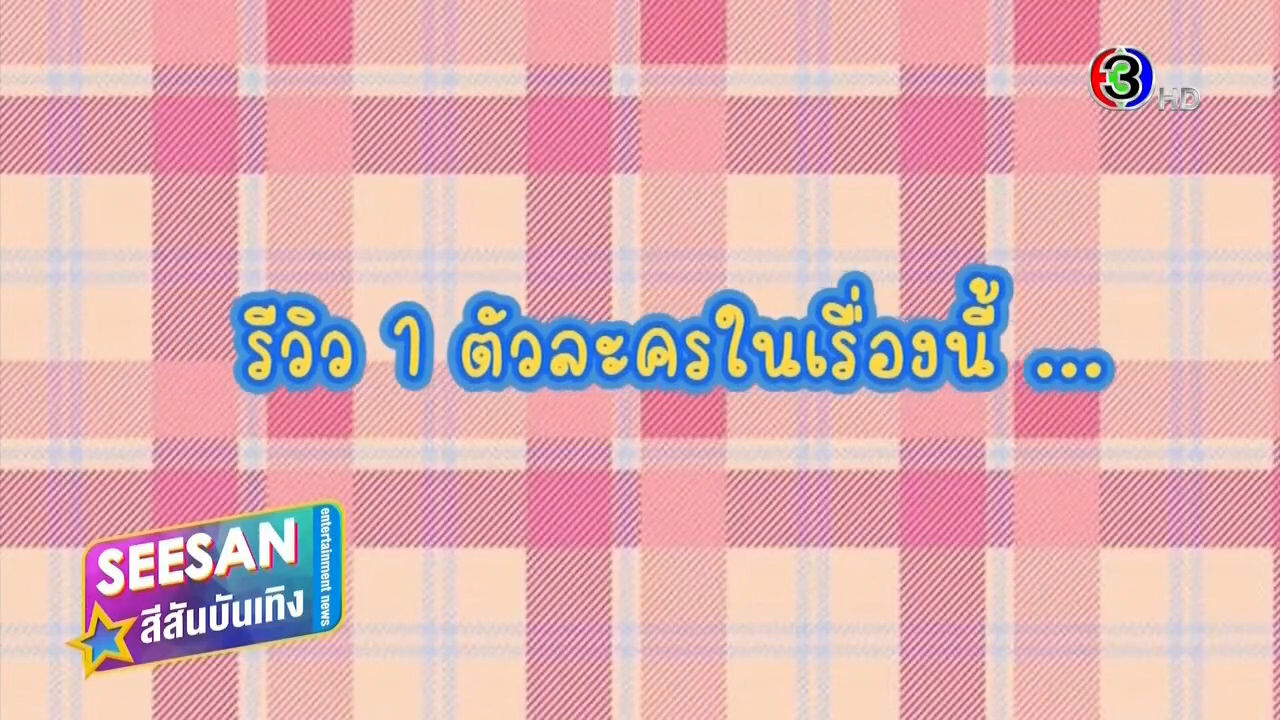 3 HD
รีวิว 1 ตัวละครในเรื่องนี้ ...
SEESAN
สีสันบันเทิง
entertainment news